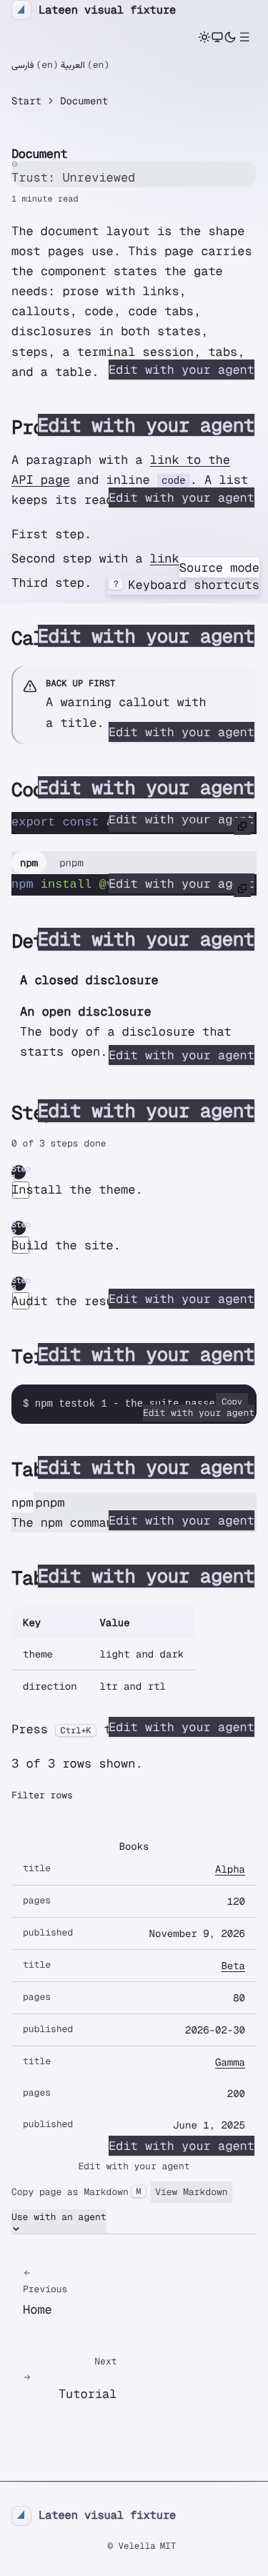 Lateen visual fixture
فارسی (en) العربية (en)
Start › Document
Document
Trust: Unreviewed
1 minute read
The document layout is the shape
most pages use. This page carries
the component states the gate
needs: prose with links,
callouts, code, code tabs,
disclosures in both states,
steps, a terminal session, tabs,
and a table. Edit with your agent
Edit with your agent
A paragraph with a link to the
API page and inline code. A list
keeps its Edit with your agent
First step.
Second step with a link
Source mode
Third step.
? Keyboard shortcuts
Edit with your agent
BACK UP FIRST
A warning callout with
a title. Edit with your agent
Edit with your agent
export const Edit with your agent
npm pnpm
npm install Edit with your agent
Edit with your agent
A closed disclosure
An open disclosure
The body of a disclosure that
starts open. Edit with your agent
Edit with your agent
0 of 3 steps done
Install the theme.
Build the site.
Audit the Edit with your agent
Edit with your agent
$ npm testok 1 - the suite passe Copy
Edit with your agent
Edit with your agent
npm pnpm
The npm Edit with your agent
Edit with your agent
Key Value
theme light and dark
direction ltr and rtl
Press Ctrl+K Edit with your agent
3 of 3 rows shown.
Filter rows
Books
title Alpha
pages 120
published November 9, 2026
title Beta
pages 80
published 2026-02-30
title Gamma
pages 200
published June 1, 2025
Edit with your agent
Edit with your agent
Copy page as Markdown M View Markdown
Use with an agent
←
Previous
Home
Next
→
Tutorial
Lateen visual fixture
© Velella MIT